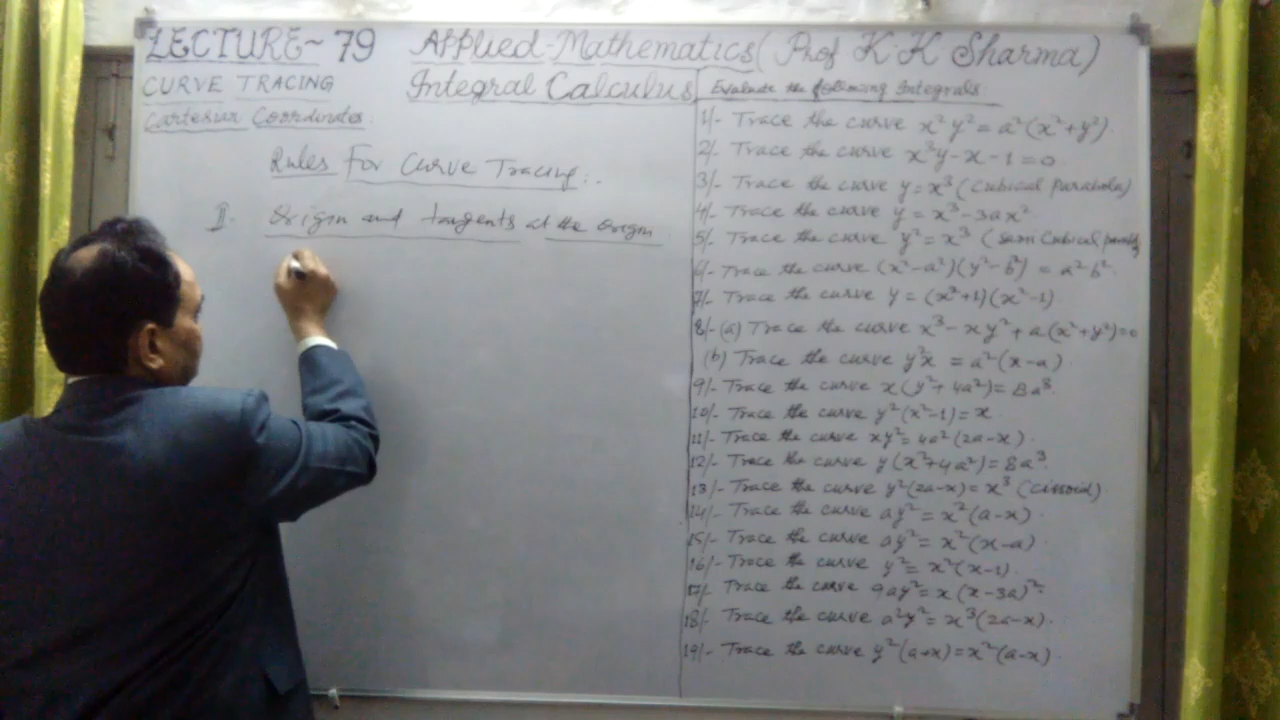 LECTURE~79 Applied-Mathematics (Prof K.K Sharma)
CURVE TRACING Integral Calculus
Cartesian Coordinates:
Rules For Curve Tracing:.
II. Origin and tangents at the Origin
Evaluate the following Integrals
1/- Trace the curve x²y² = a²(x²+y²).
2/- Trace the curve x³y-x-1=0
3/- Trace the curve y=x³ (Cubical Parabola)
4/- Trace the curve y = x³-3ax²
5/- Trace the curve y² = x³ (Semi Cubical
6/- Trace the curve (x²-a²)(y²-b²) = a²b².
7/- Trace the curve y = (x²+1)(x²-1)
8/- (a) Trace the curve x³ - xy² + a(x²+y²)=0
(b) Trace the curve y²x = a²(x-a)
9/- Trace the curve x(y²+4a²)= 8a³.
10/- Trace the curve y²(x²-1)=x
11/- Trace the curve xy²=4a²(2a-x).
12/- Trace the curve y(x²+4a²)=8a³.
13/- Trace the curve y²(2a-x)= x³ (Cissoid)
14/- Trace the curve ay² = x²(a-x)
15/- Trace the curve ay² = x²(x-a)
16/- Trace the curve y² = x²(x-1).
17/- Trace the curve 9ay²=x(x-3a)²
18/- Trace the curve a²y²=x³(2a-x).
19/- Trace the curve y²(a+x)=x²(a-x)